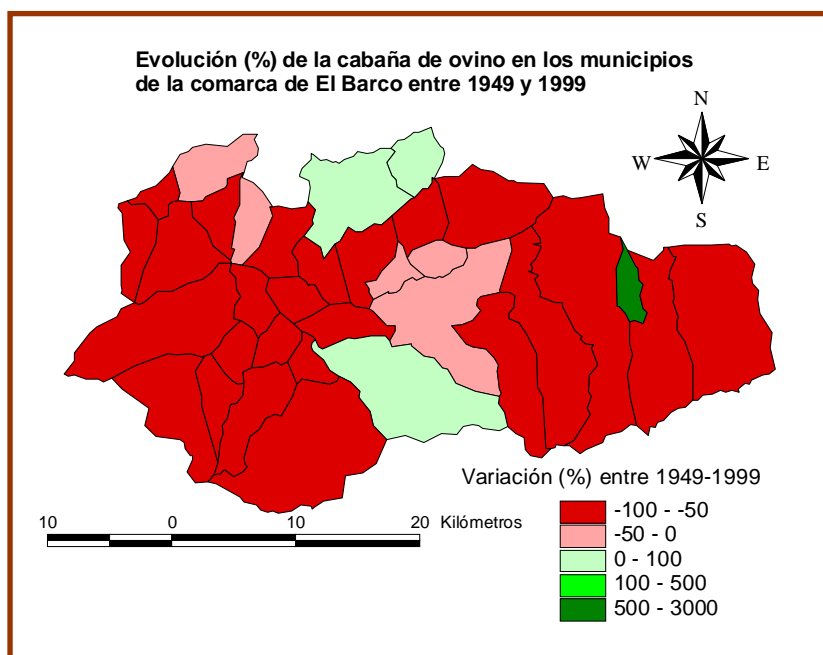 Evolución (%) de la cabaña de ovino en los municipios
de la comarca de El Barco entre 1949 y 1999
N
W E
S
Variación (%) entre 1949-1999
-100 - -50
-50 - 0
0 - 100
100 - 500
500 - 3000
10 0 10 20 Kilómetros